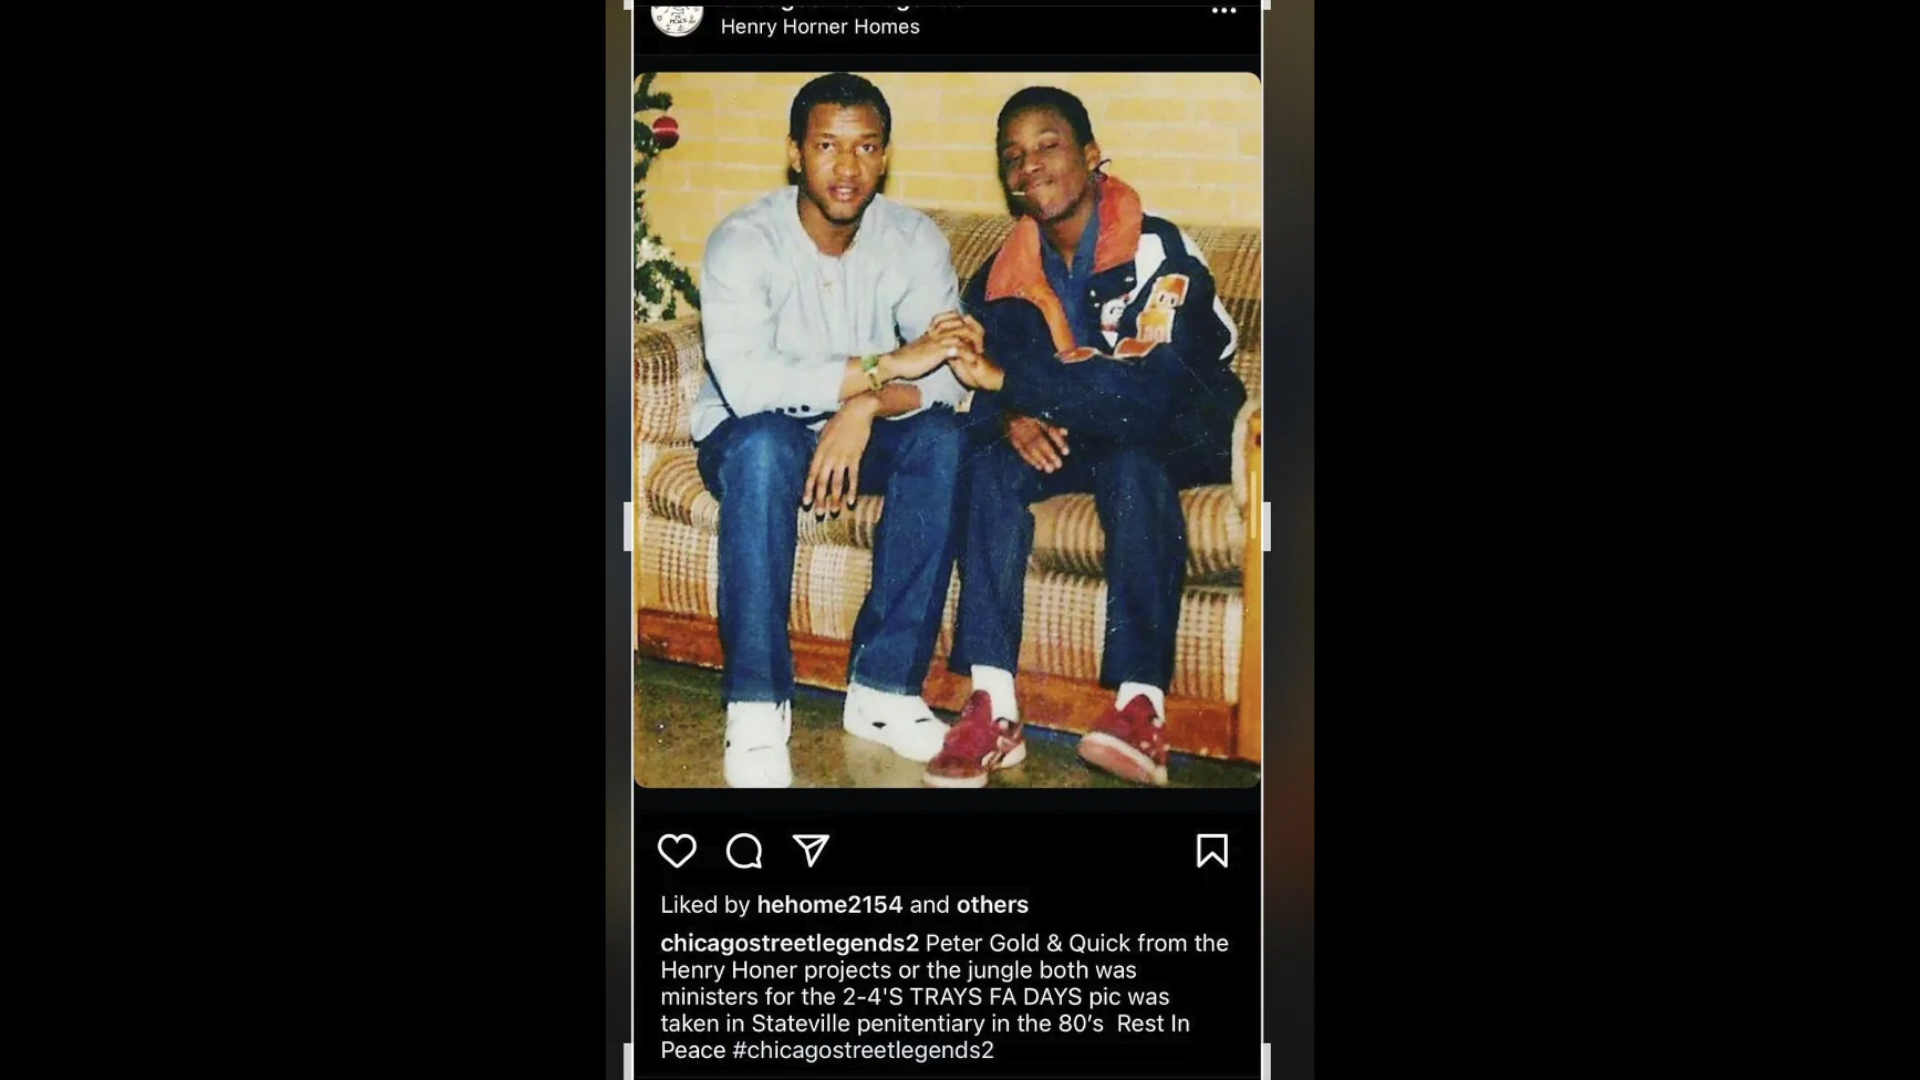 Henry Horner Homes
Liked by hehome2154 and others
chicagostreetlegends2 Peter Gold & Quick from the
Henry Honer projects or the jungle both was
ministers for the 2-4'S TRAYS FA DAYS pic was
taken in Stateville penitentiary in the 80's Rest In
Peace #chicagostreetlegends2